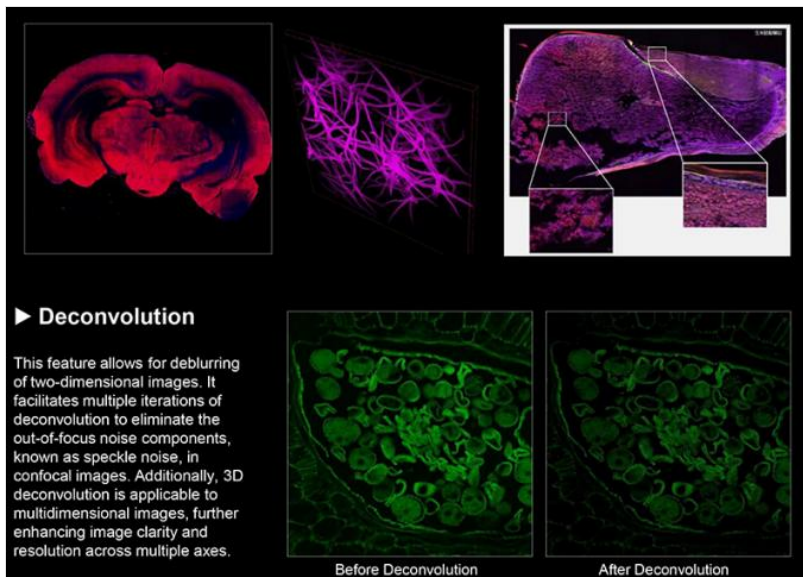 ▶ Deconvolution
This feature allows for deblurring
of two-dimensional images. It
facilitates multiple iterations of
deconvolution to eliminate the
out-of-focus noise components,
known as speckle noise, in
confocal images. Additionally, 3D
deconvolution is applicable to
multidimensional images, further
enhancing image clarity and
resolution across multiple axes.
Before Deconvolution
After Deconvolution